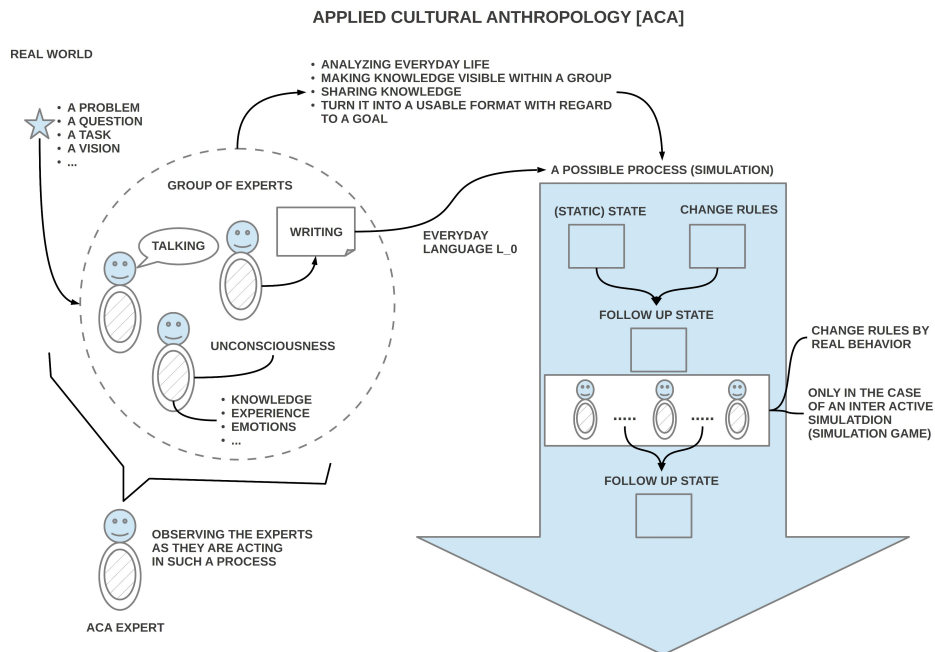 APPLIED CULTURAL ANTHROPOLOGY [ACA]
REAL WORLD
• A PROBLEM
• A QUESTION
• A TASK
• A VISION
• ...
• ANALYZING EVERYDAY LIFE
• MAKING KNOWLEDGE VISIBLE WITHIN A GROUP
• SHARING KNOWLEDGE
• TURN IT INTO A USABLE FORMAT WITH REGARD
TO A GOAL
GROUP OF EXPERTS
TALKING
WRITING
UNCONSCIOUSNESS
• KNOWLEDGE
• EXPERIENCE
• EMOTIONS
• ...
EVERYDAY
LANGUAGE L_0
A POSSIBLE PROCESS (SIMULATION)
(STATIC) STATE
CHANGE RULES
FOLLOW UP STATE
.....
.....
FOLLOW UP STATE
CHANGE RULES BY
REAL BEHAVIOR
ONLY IN THE CASE
OF AN INTER ACTIVE
SIMULATDION
(SIMULATION GAME)
OBSERVING THE EXPERTS
AS THEY ARE ACTING
IN SUCH A PROCESS
ACA EXPERT